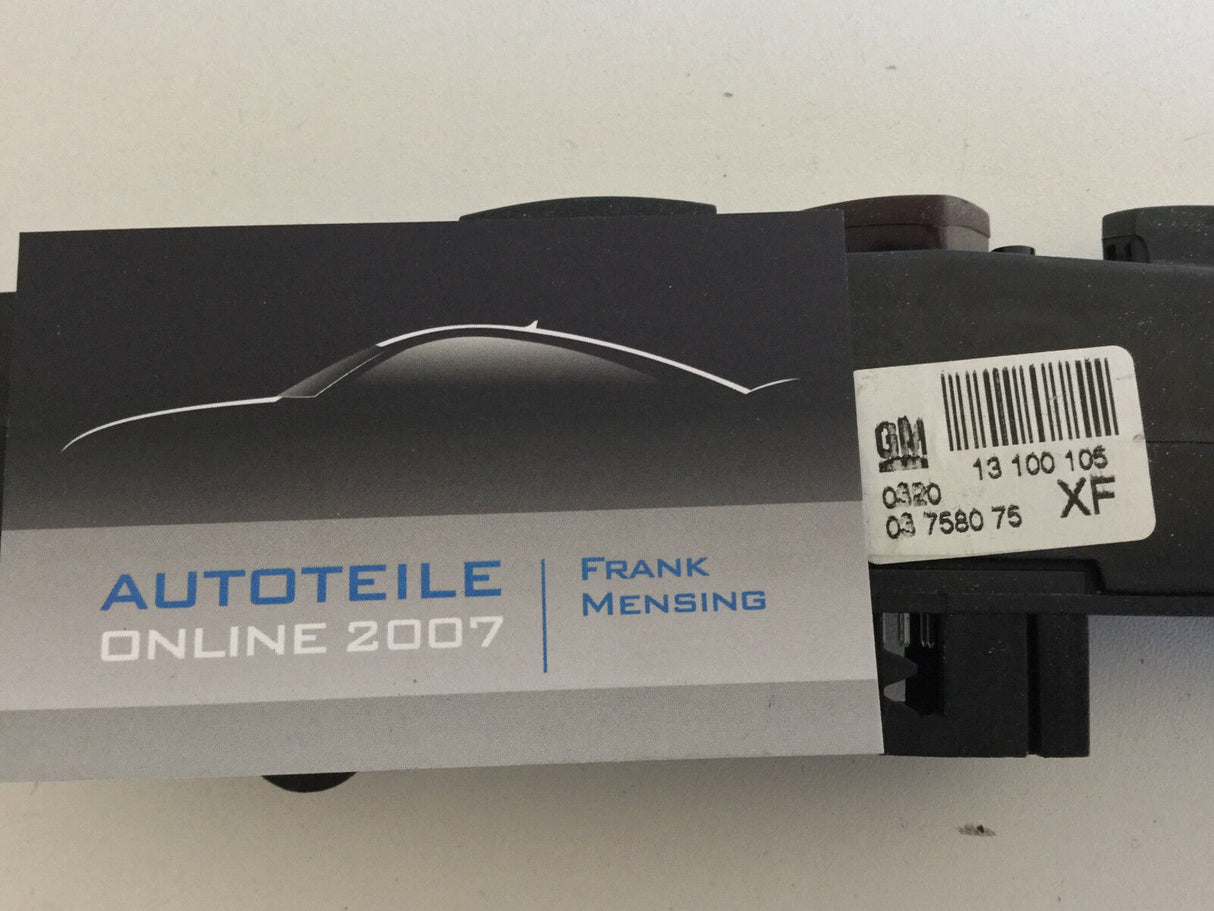 AUTOTEILE
ONLINE 2007
FRANK
MENSING
GM
13 100 105
0320
XF
03 7580 75